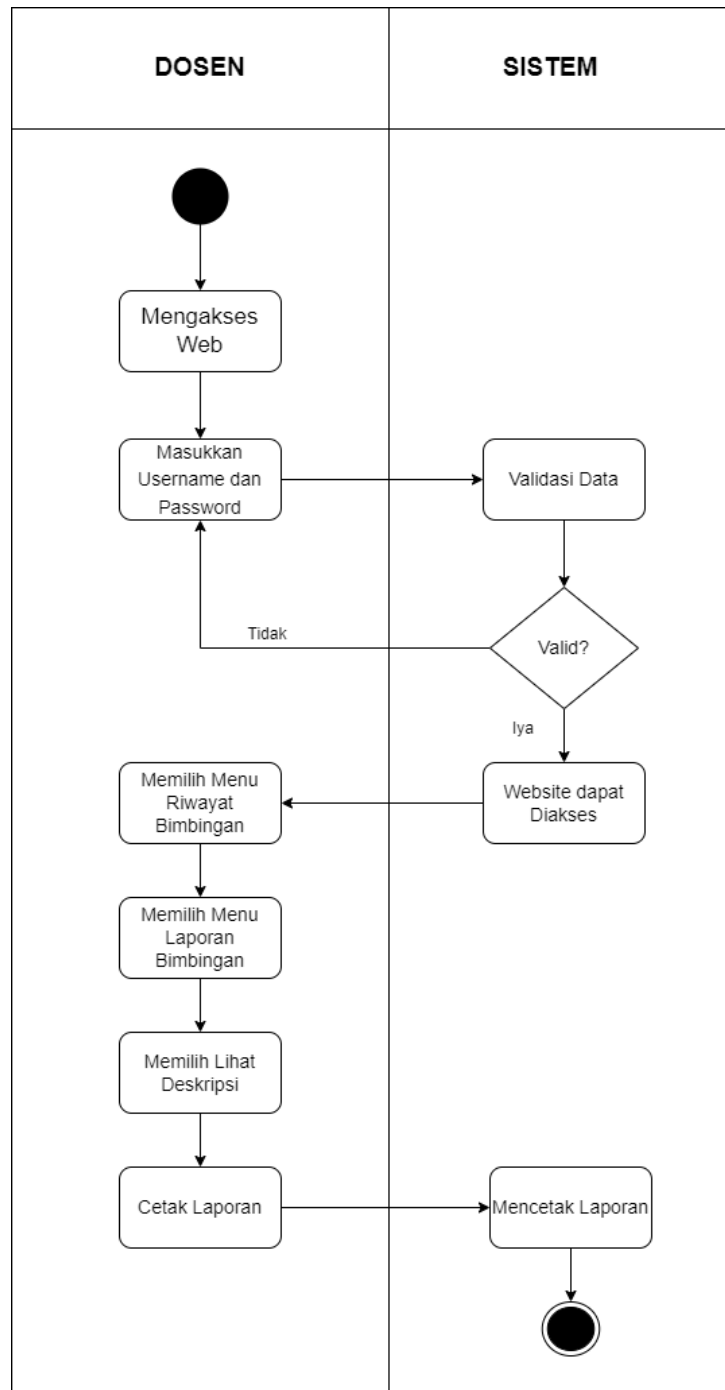 DOSEN
SISTEM
Mengakses
Web
Masukkan
Username dan
Password
Validasi Data
Tidak
Valid?
Iya
Memilih Menu
Riwayat
Bimbingan
Website dapat
Diakses
Memilih Menu
Laporan
Bimbingan
Memilih Lihat
Deskripsi
Cetak Laporan
Mencetak Laporan